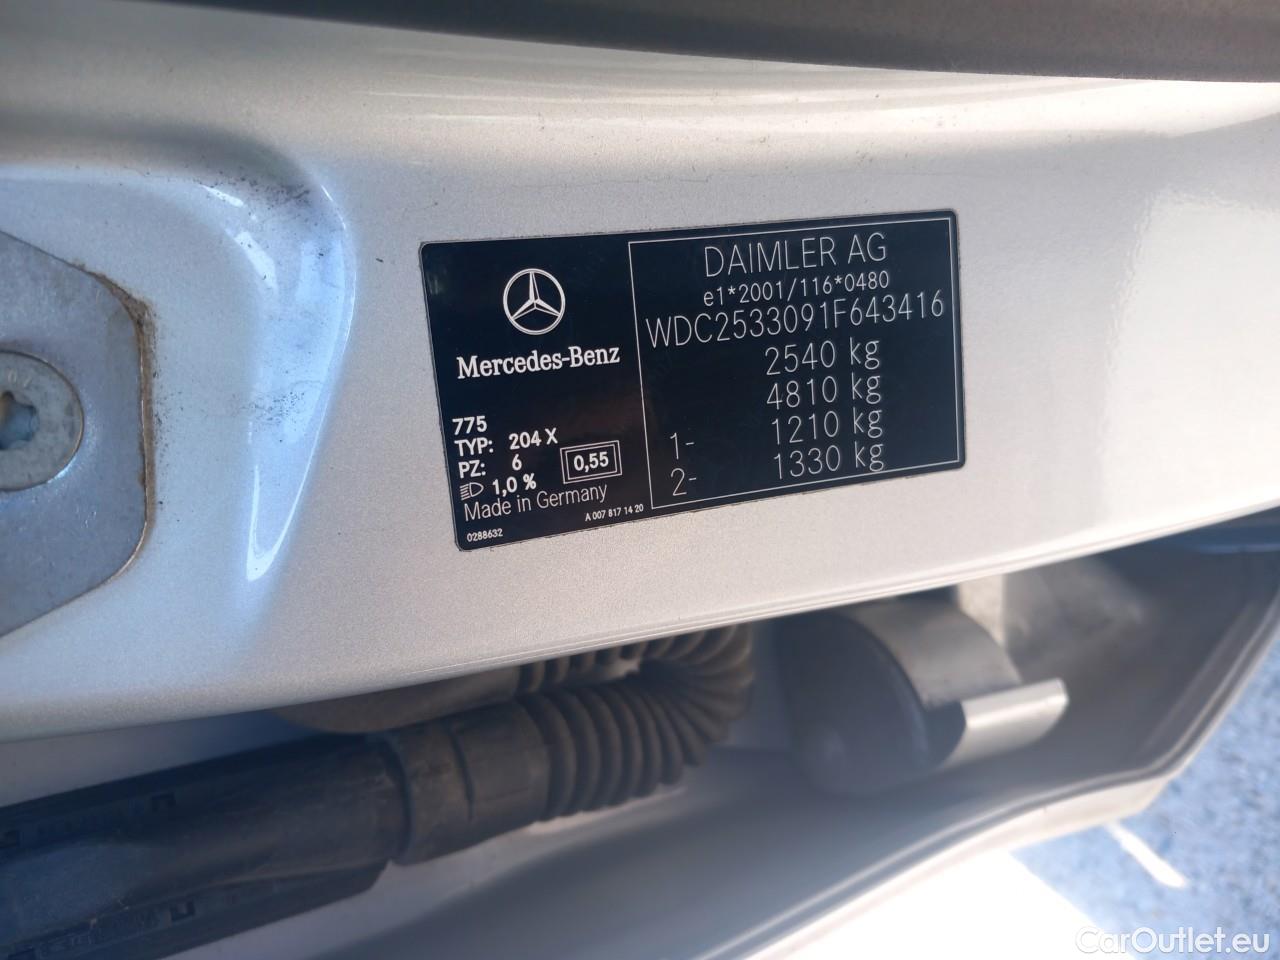 Mercedes-Benz
775
TYP: 204 X
PZ: 6
1,0 %
0,55
Made in Germany
0288632
A 007 817 14 20
DAIMLER AG
e1*2001/116*0480
WDC2533091F643416
2540 kg
4810 kg
1- 1210 kg
2- 1330 kg
CarOutlet.eu